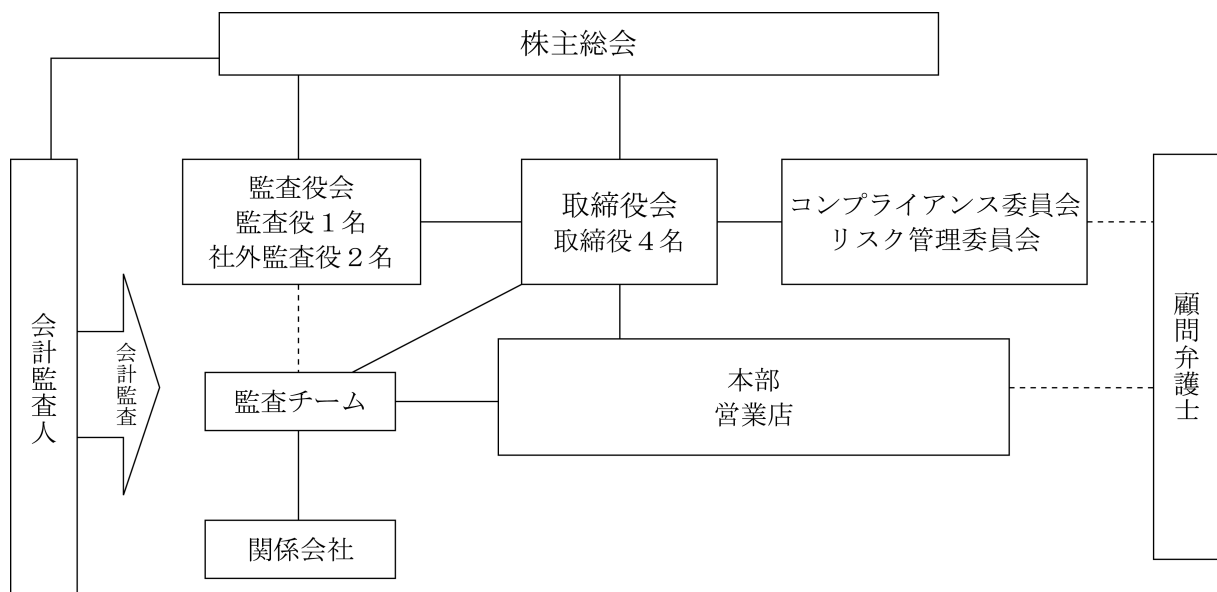 株主総会
監査役会
監査役1名
社外監査役2名
取締役会
取締役4名
コンプライアンス委員会
リスク管理委員会
会計監査人
会計監査
顧問弁護士
監査チーム
本部
営業店
関係会社